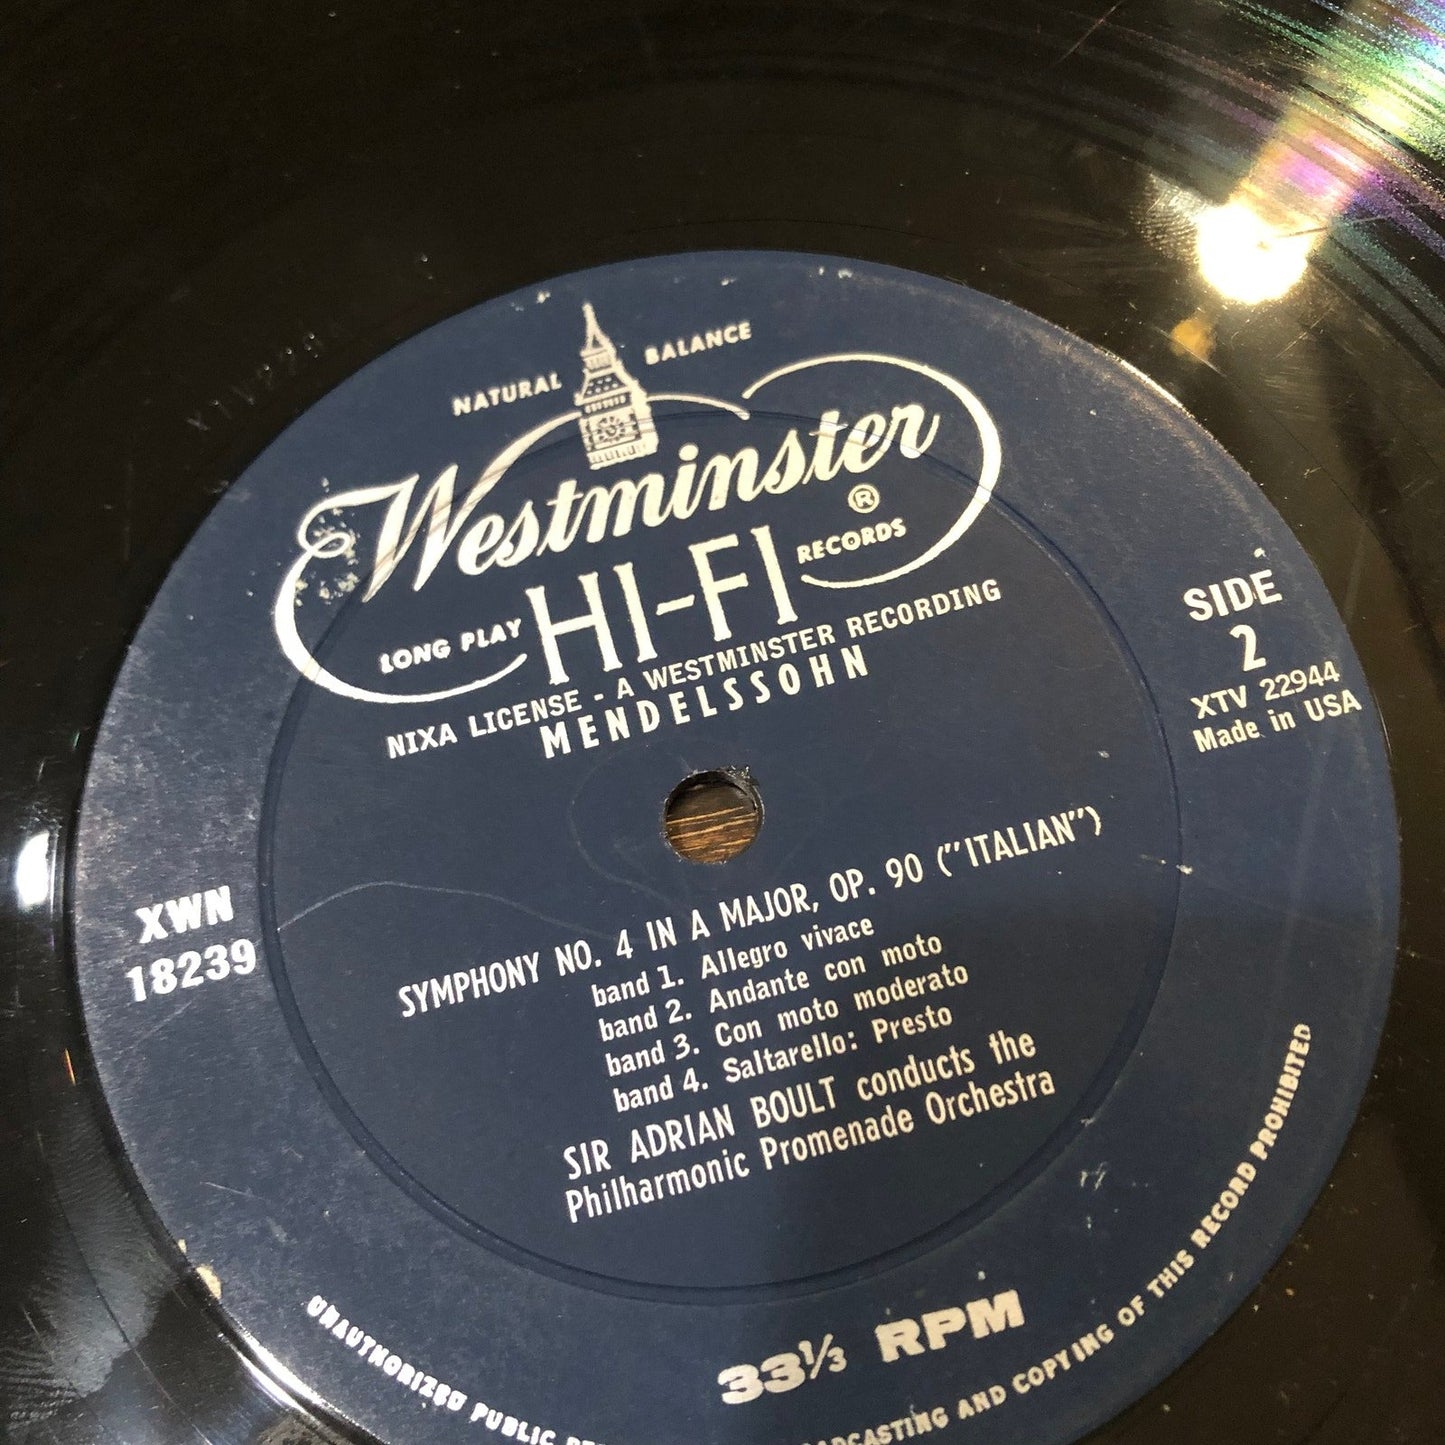 NATURAL BALANCE
Westminster ®
LONG PLAY HI-FI RECORDS
NIXA LICENSE - A WESTMINSTER RECORDING
MENDELSSOHN
SIDE
2
XTV 22944
Made in USA
XWN
18239
SYMPHONY NO. 4 IN A MAJOR, OP. 90 ("ITALIAN")
band 1. Allegro vivace
band 2. Andante con moto
band 3. Con moto moderato
band 4. Saltarello: Presto
SIR ADRIAN BOULT conducts the
Philharmonic Promenade Orchestra
33⅓ RPM
UNAUTHORIZED PUBLIC AND COPYING OF THIS RECORD PROHIBITED